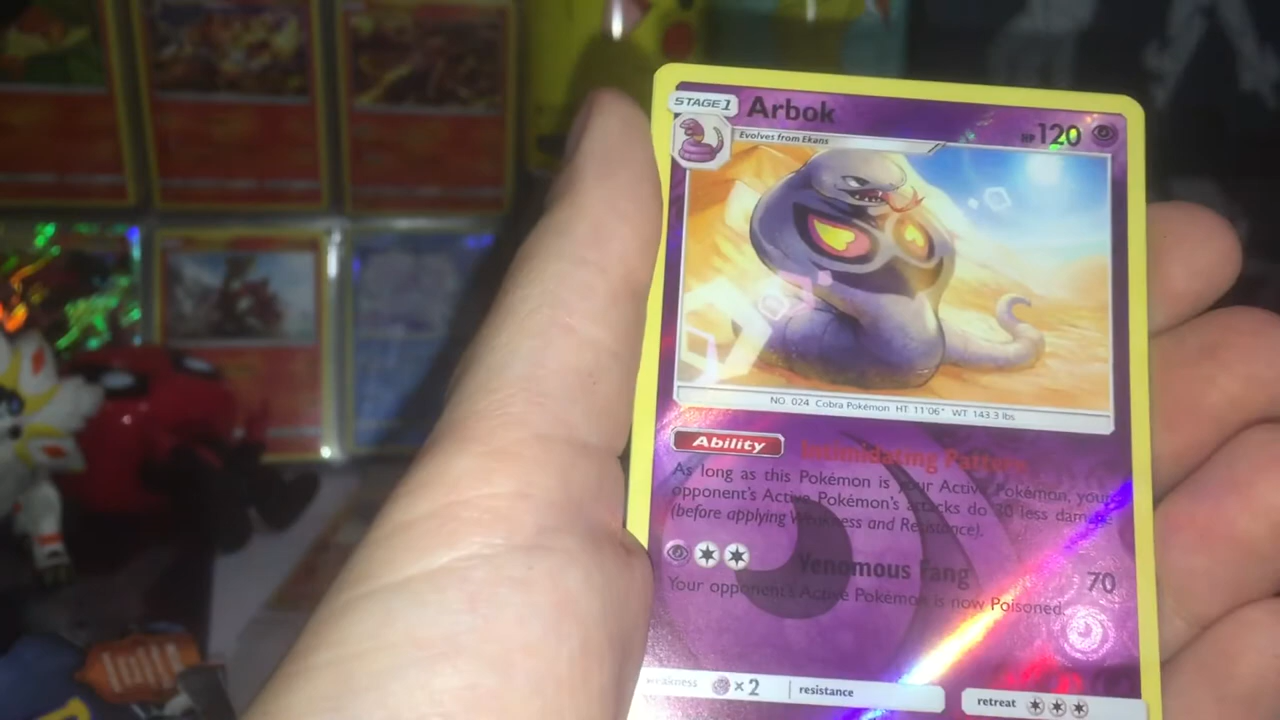 STAGE1 Arbok HP 120
Evolves from Ekans
NO. 024 Cobra Pokémon HT: 11'06" WT: 143.3 lbs
Ability Intimidating Pattern
As long as this Pokémon is your Active Pokémon, your
opponent's Active Pokémon's attacks do 30 less damage
(before applying Weakness and Resistance).
Venomous Fang 70
Your opponent's Active Pokémon is now Poisoned.
weakness ×2 resistance retreat